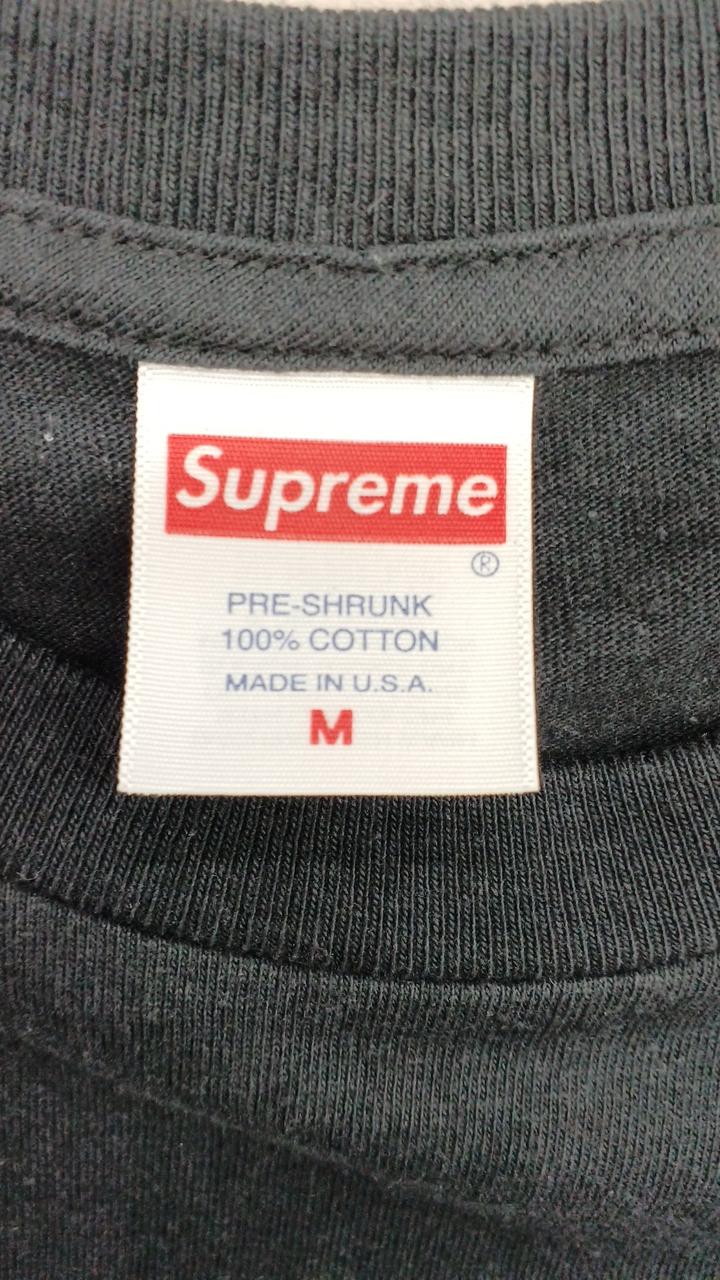 Supreme
®
PRE-SHRUNK
100% COTTON
MADE IN U.S.A.
M